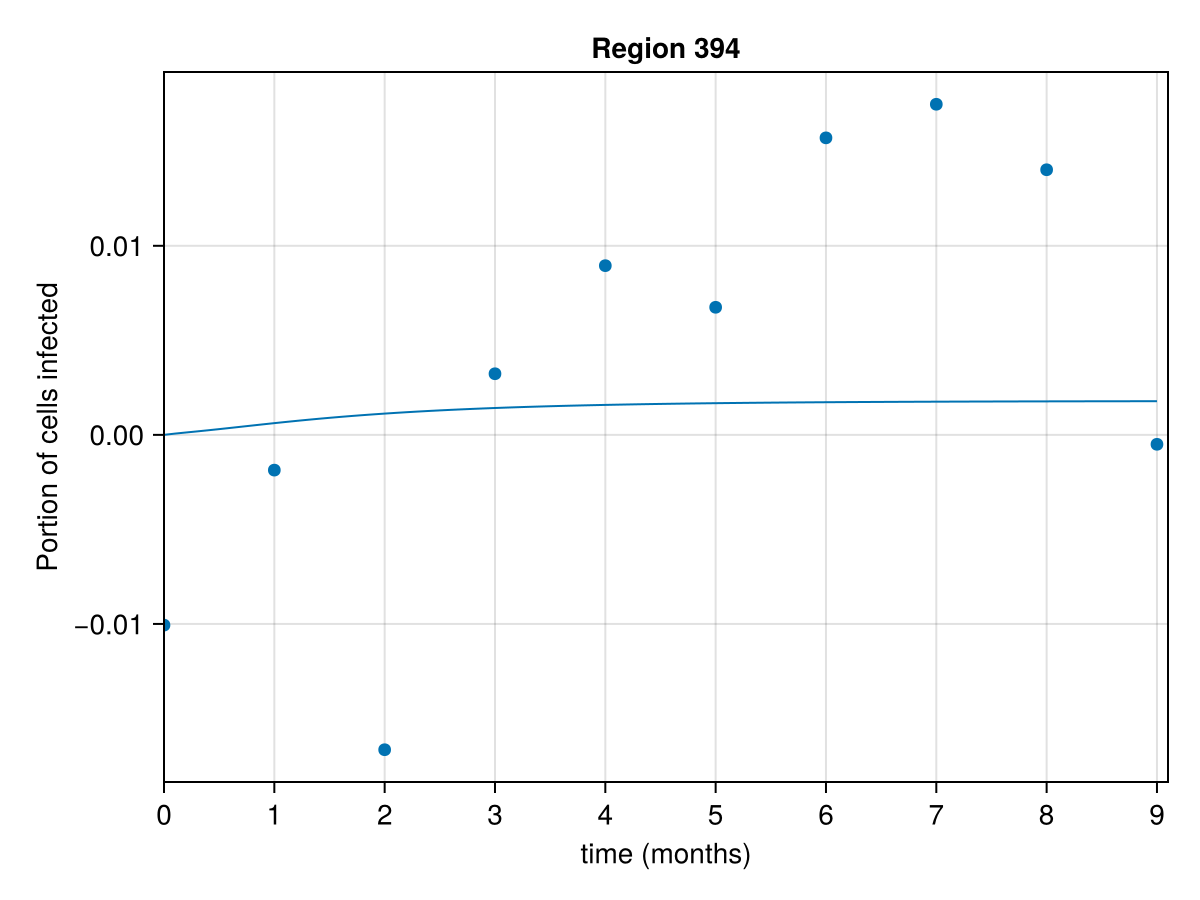 Region 394
Portion of cells infected
0.01
0.00
−0.01
0 1 2 3 4 5 6 7 8 9
time (months)